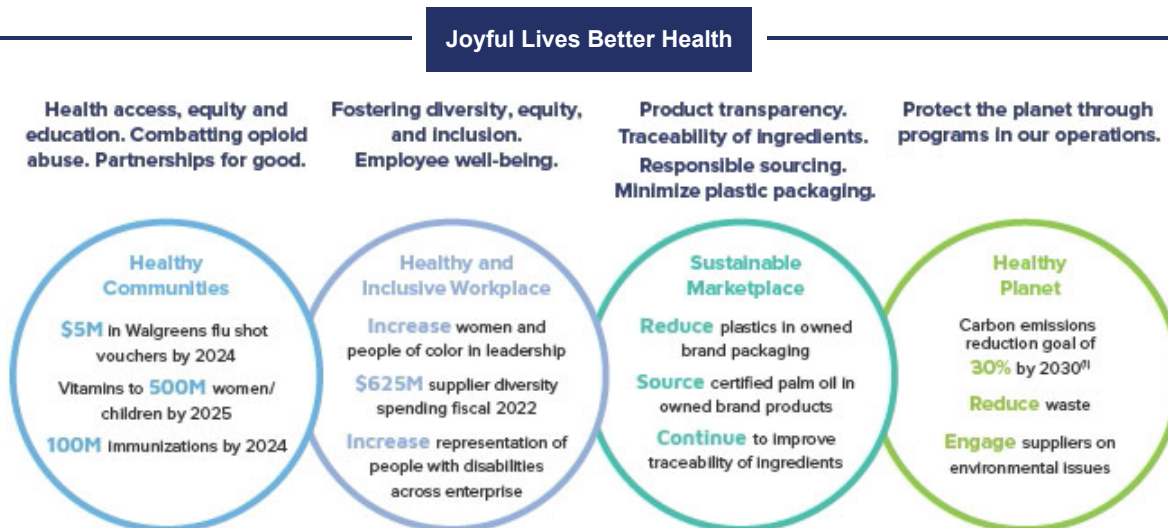 Joyful Lives Better Health
Health access, equity and
education. Combatting opioid
abuse. Partnerships for good.
Fostering diversity, equity,
and inclusion.
Employee well-being.
Product transparency.
Traceability of ingredients.
Responsible sourcing.
Minimize plastic packaging.
Protect the planet through
programs in our operations.
Healthy
Communities
$5M in Walgreens flu shot
vouchers by 2024
Vitamins to 500M women/
children by 2025
100M immunizations by 2024
Healthy and
Inclusive Workplace
Increase women and
people of color in leadership
$625M supplier diversity
spending fiscal 2022
Increase representation of
people with disabilities
across enterprise
Sustainable
Marketplace
Reduce plastics in owned
brand packaging
Source certified palm oil in
owned brand products
Continue to improve
traceability of ingredients
Healthy
Planet
Carbon emissions
reduction goal of
30% by 2030(1)
Reduce waste
Engage suppliers on
environmental issues